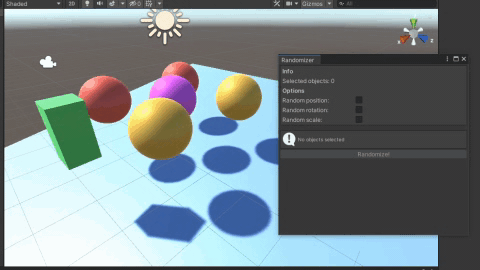 Shaded
2D
Gizmos
All
Randomizer
Info
Selected objects: 0
Options
Random position:
Random rotation:
Random scale:
No objects selected
Randomize!